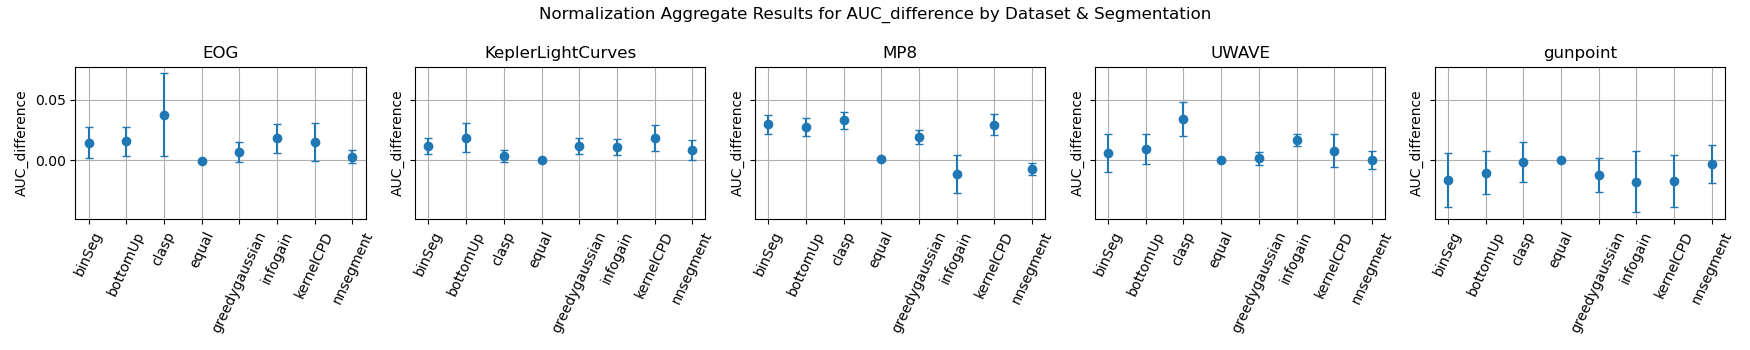 Normalization Aggregate Results for AUC_difference by Dataset & Segmentation
EOG
AUC_difference
0.05
0.00
binSeg
bottomUp
clasp
equal
greedygaussian
infogain
kernelCPD
nnsegment
KeplerLightCurves
AUC_difference
binSeg
bottomUp
clasp
equal
greedygaussian
infogain
kernelCPD
nnsegment
MP8
AUC_difference
binSeg
bottomUp
clasp
equal
greedygaussian
infogain
kernelCPD
nnsegment
UWAVE
AUC_difference
binSeg
bottomUp
clasp
equal
greedygaussian
infogain
kernelCPD
nnsegment
gunpoint
AUC_difference
binSeg
bottomUp
clasp
equal
greedygaussian
infogain
kernelCPD
nnsegment